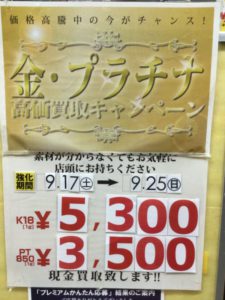 価格高騰中の今がチャンス!
金・プラチナ
高価買取キャンペーン
素材が分からなくてもお気軽に
店頭にお持ちください
強化期間 9.17(土) → 9.25(日)
K18(1g) ¥5,300
PT850(1g) ¥3,500
現金買取致します!!
「プレミアムかんたん応募」のご案内